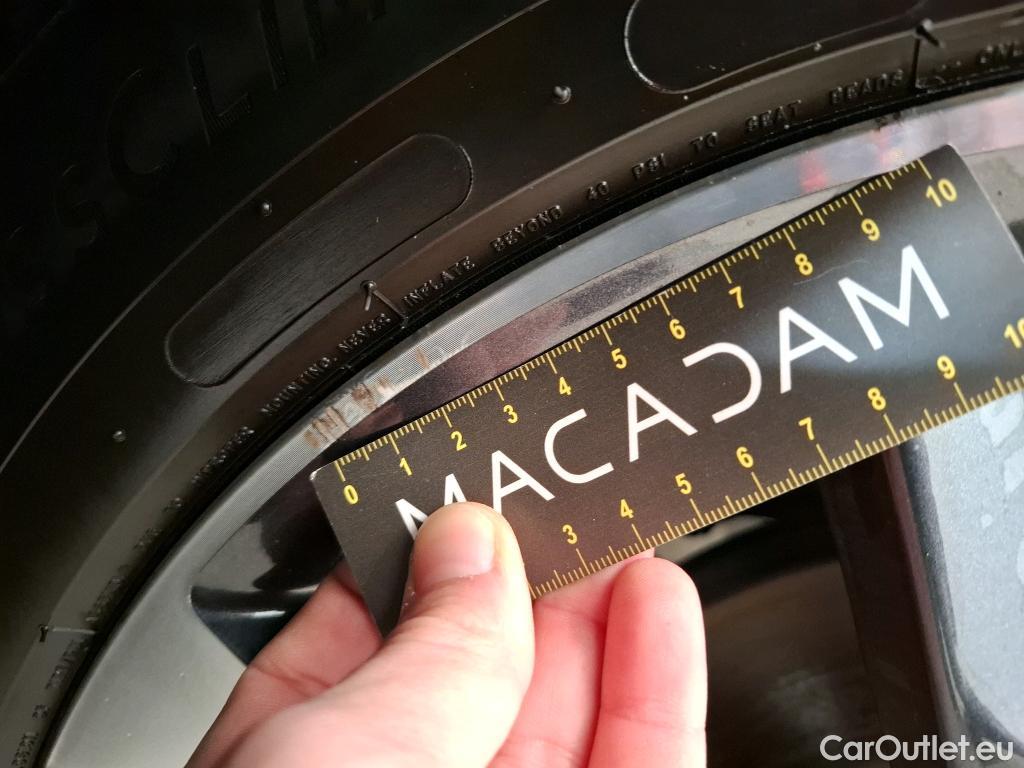 SCLIM
MOUNTING. NEVER INFLATE BEYOND 40 PSI TO SEAT BEADS
0 1 2 3 4 5 6 7 8 9 10
MACADAM
3 4 5 6 7 8 9 10
CarOutlet.eu